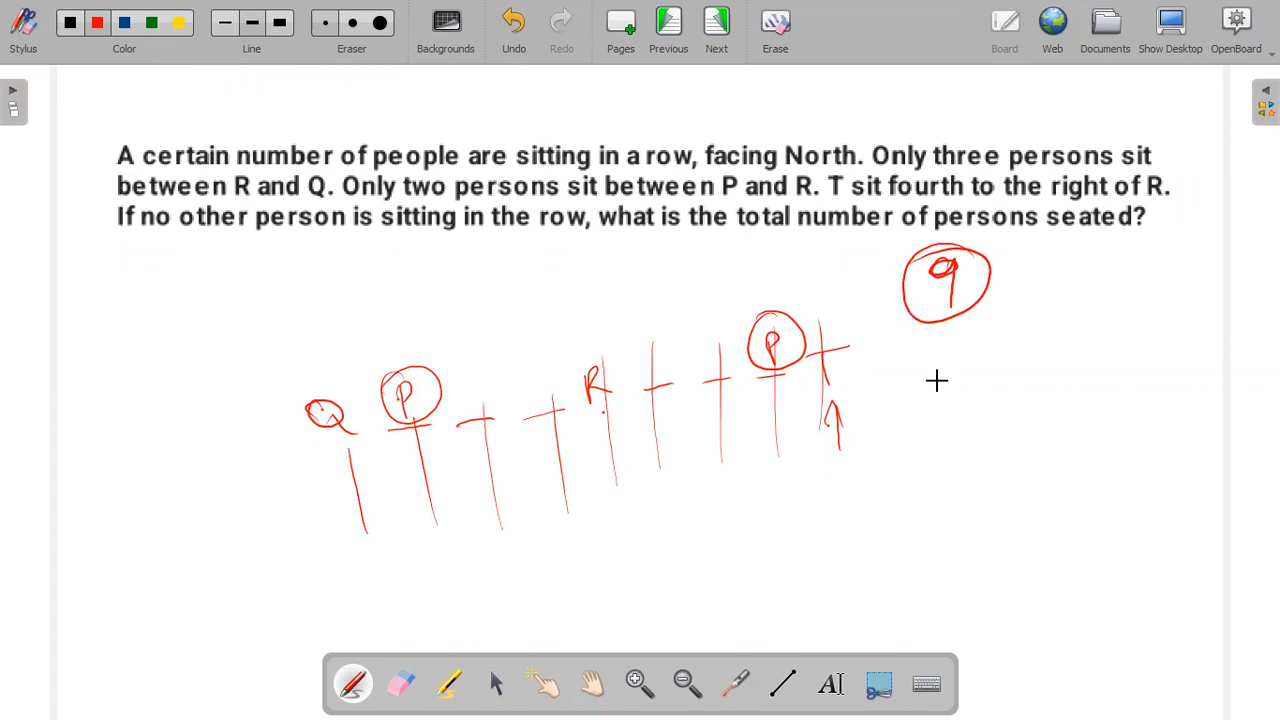 Stylus Color Line Eraser Backgrounds Undo Redo Pages Previous Next Erase Board Web Documents Show Desktop OpenBoard
A certain number of people are sitting in a row, facing North. Only three persons sit
between R and Q. Only two persons sit between P and R. T sit fourth to the right of R.
If no other person is sitting in the row, what is the total number of persons seated?
9
Q P R P T